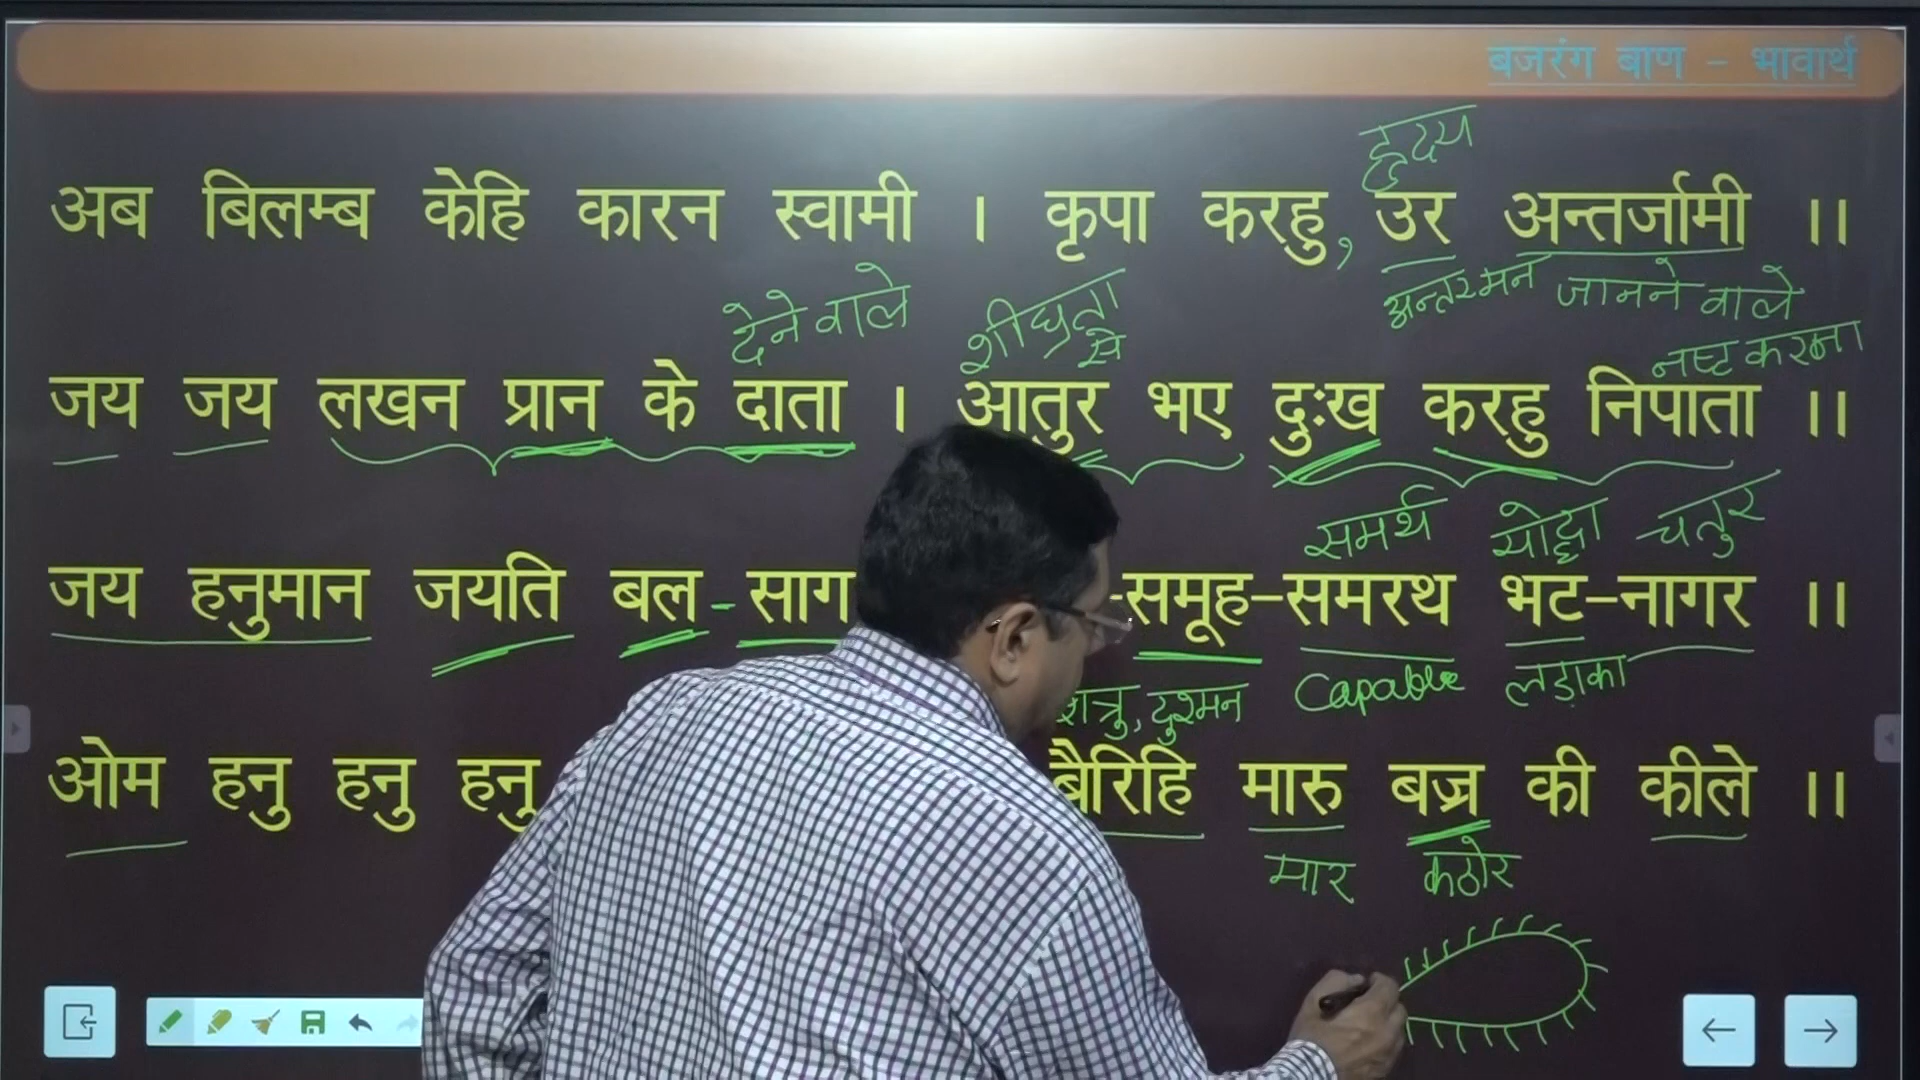 बजरंग बाण - भावार्थ
हृदय
अब बिलम्ब केहि कारन स्वामी । कृपा करहु, उर अन्तर्जामी ।।
देने वाले शीघ्रता से अन्तरमन जानने वाले
नष्ट करना
जय जय लखन प्रान के दाता । आतुर भए दुःख करहु निपाता ।।
समर्थ योद्धा चतुर
जय हनुमान जयति बल-साग -समूह-समरथ भट-नागर ।।
शत्रु, दुश्मन Capable लड़ाका
ओम हनु हनु हनु बैरिहि मारु बज्र की कीले ।।
मार कठोर